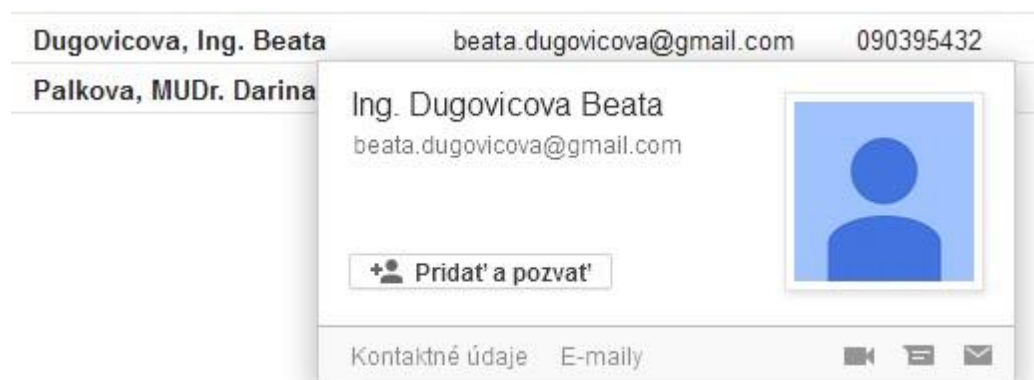 Dugovicova, Ing. Beata beata.dugovicova@gmail.com 090395432
Palkova, MUDr. Darina
Ing. Dugovicova Beata
beata.dugovicova@gmail.com
Pridať a pozvať
Kontaktné údaje E-maily